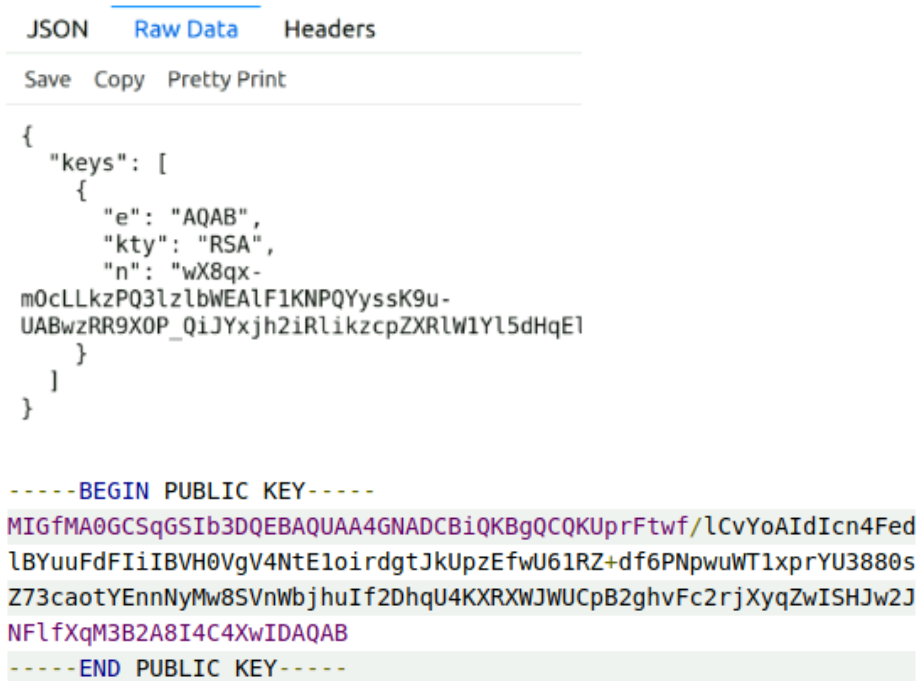 JSON Raw Data Headers
Save Copy Pretty Print
{
"keys": [
{
"e": "AQAB",
"kty": "RSA",
"n": "wX8qx-
mOcLLkzPQ3lzlbWEAlF1KNPQYyssK9u-
UABwzRR9XOP_QiJYxjh2iRlikzcpZXRlW1Yl5dHqEl
}
]
}
-----BEGIN PUBLIC KEY-----
MIGfMA0GCSqGSIb3DQEBAQUAA4GNADCBiQKBgQCQKUprFtwf/lCvYoAIdIcn4Fed
lBYuuFdFIiIBVH0VgV4NtE1oirdgtJkUpzEfwU61RZ+df6PNpwuWT1xprYU3880s
Z73caotYEnnNyMw8SVnWbjhuIf2DhqU4KXRXWJWUCpB2ghvFc2rjXyqZwISHJw2J
NFlfXqM3B2A8I4C4XwIDAQAB
-----END PUBLIC KEY-----